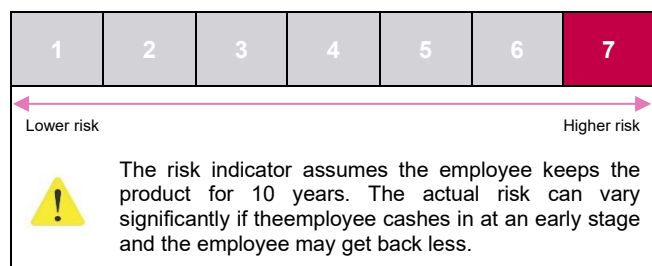 1 2 3 4 5 6 7
Lower risk Higher risk
The risk indicator assumes the employee keeps the
product for 10 years. The actual risk can vary
significantly if theemployee cashes in at an early stage
and the employee may get back less.